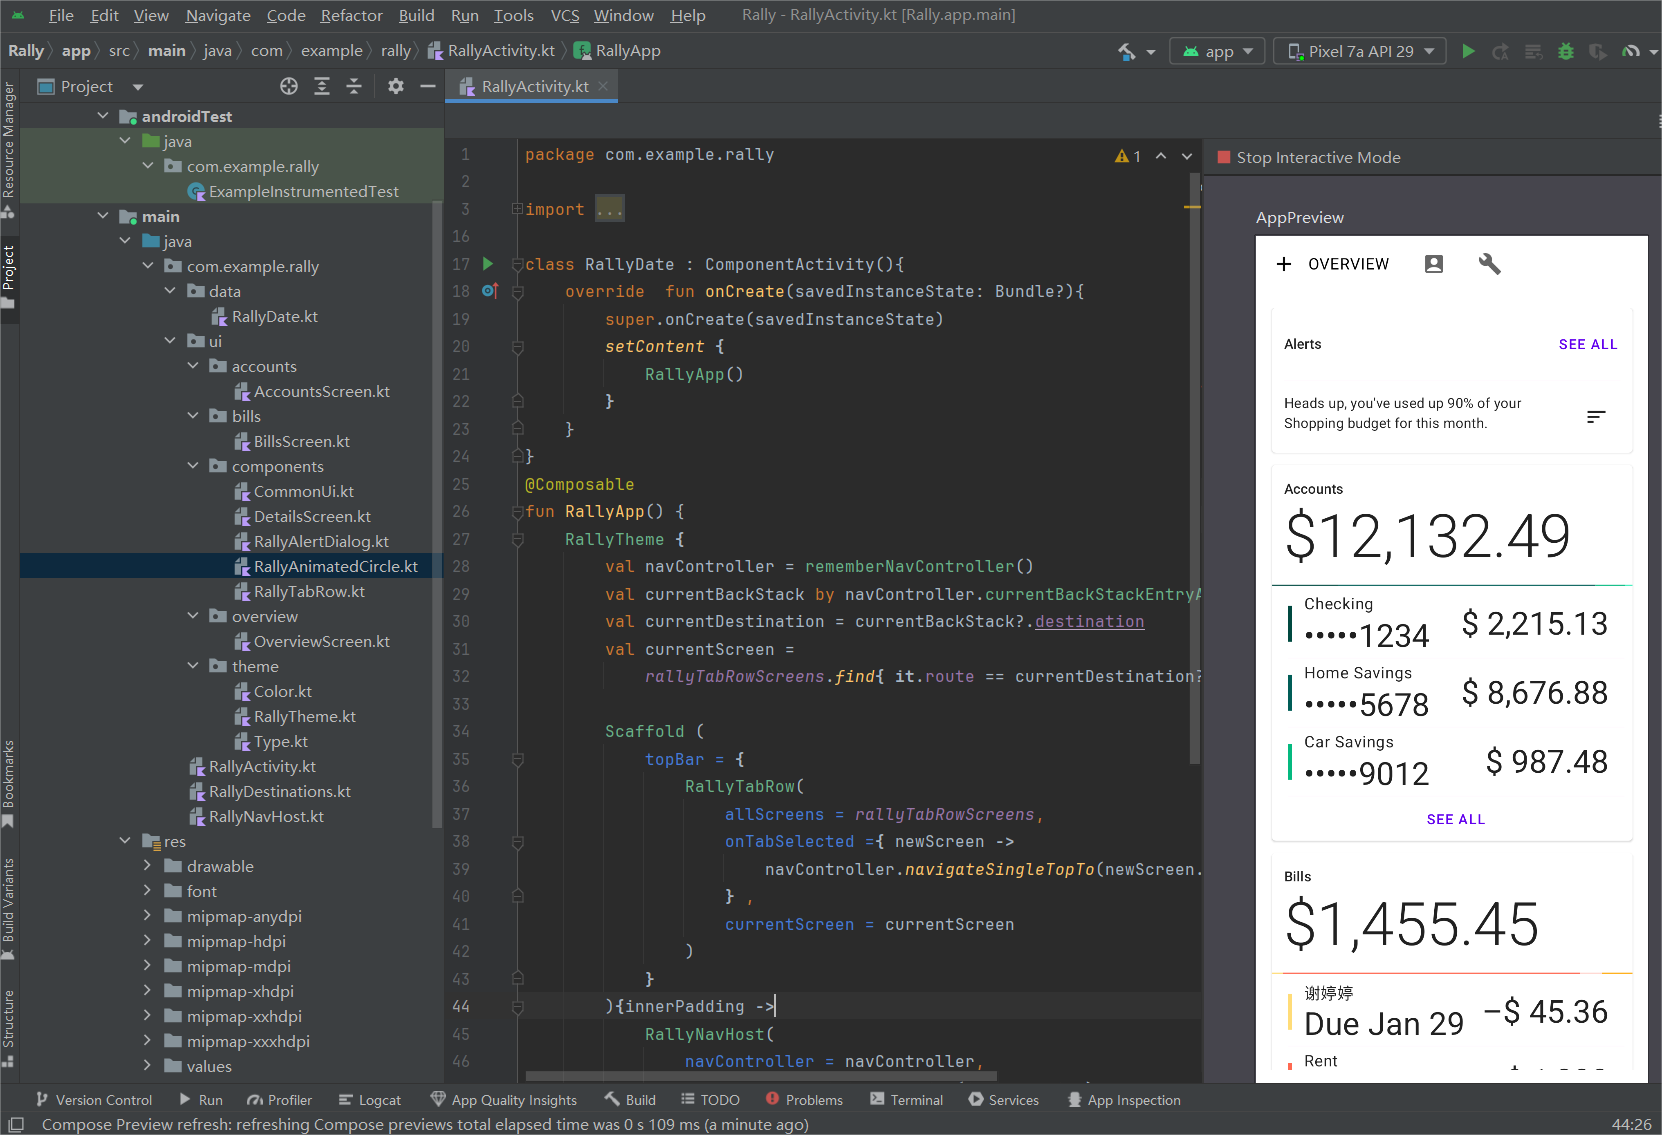 File Edit View Navigate Code Refactor Build Run Tools VCS Window Help Rally - RallyActivity.kt [Rally.app.main]
Rally app src main java com example rally RallyActivity.kt RallyApp app Pixel 7a API 29
Resource Manager
Project
Bookmarks
Build Variants
Structure
Project
androidTest
java
com.example.rally
ExampleInstrumentedTest
main
java
com.example.rally
data
RallyDate.kt
ui
accounts
AccountsScreen.kt
bills
BillsScreen.kt
components
CommonUi.kt
DetailsScreen.kt
RallyAlertDialog.kt
RallyAnimatedCircle.kt
RallyTabRow.kt
overview
OverviewScreen.kt
theme
Color.kt
RallyTheme.kt
Type.kt
RallyActivity.kt
RallyDestinations.kt
RallyNavHost.kt
res
drawable
font
mipmap-anydpi
mipmap-hdpi
mipmap-mdpi
mipmap-xhdpi
mipmap-xxhdpi
mipmap-xxxhdpi
values
RallyActivity.kt
1 package com.example.rally 1
2
3 import ...
16
17 class RallyDate : ComponentActivity(){
18 override fun onCreate(savedInstanceState: Bundle?){
19 super.onCreate(savedInstanceState)
20 setContent {
21 RallyApp()
22 }
23 }
24 }
25 @Composable
26 fun RallyApp() {
27 RallyTheme {
28 val navController = rememberNavController()
29 val currentBackStack by navController.currentBackStackEntryA
30 val currentDestination = currentBackStack?.destination
31 val currentScreen =
32 rallyTabRowScreens.find{ it.route == currentDestination?
33
34 Scaffold (
35 topBar = {
36 RallyTabRow(
37 allScreens = rallyTabRowScreens,
38 onTabSelected ={ newScreen ->
39 navController.navigateSingleTopTo(newScreen.
40 } ,
41 currentScreen = currentScreen
42 )
43 }
44 ){innerPadding ->
45 RallyNavHost(
46 navController = navController,
Stop Interactive Mode
AppPreview
+ OVERVIEW
Alerts SEE ALL
Heads up, you've used up 90% of your
Shopping budget for this month.
Accounts
$12,132.49
Checking
•••••1234 $ 2,215.13
Home Savings
•••••5678 $ 8,676.88
Car Savings
•••••9012 $ 987.48
SEE ALL
Bills
$1,455.45
谢婷婷
Due Jan 29 –$ 45.36
Rent
Version Control Run Profiler Logcat App Quality Insights Build TODO Problems Terminal Services App Inspection
Compose Preview refresh: refreshing Compose previews total elapsed time was 0 s 109 ms (a minute ago) 44:26